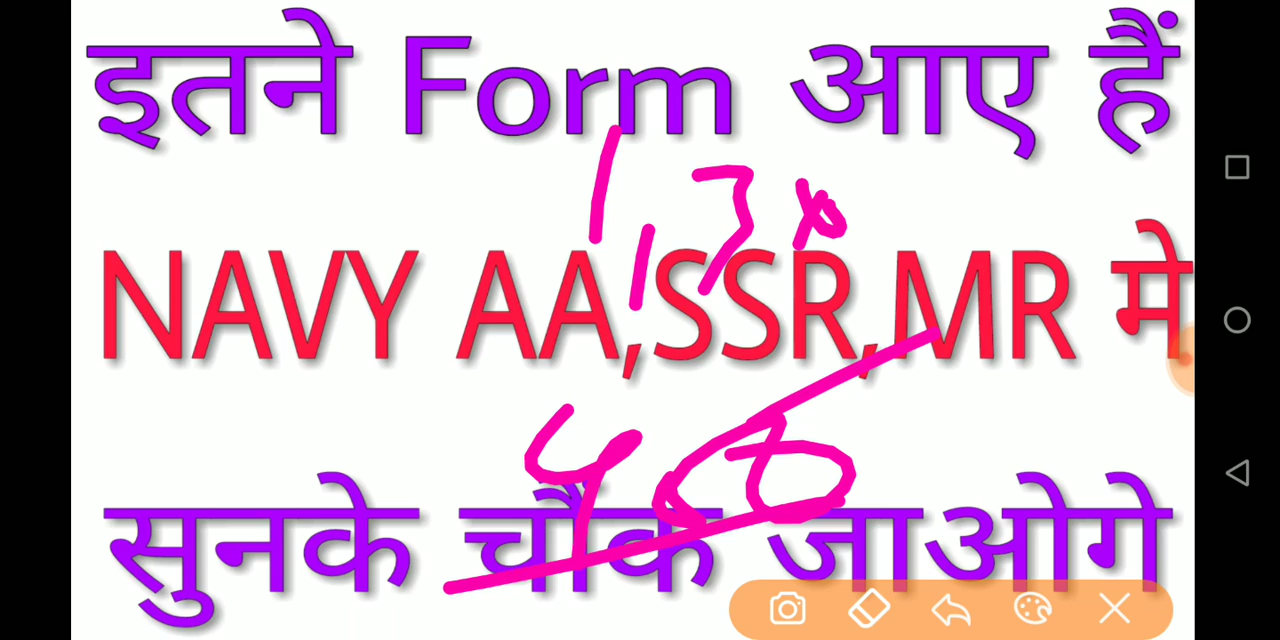 इतने Form आए हैं
NAVY AA,SSR,MR मे
सुनके चौंक जाओगे